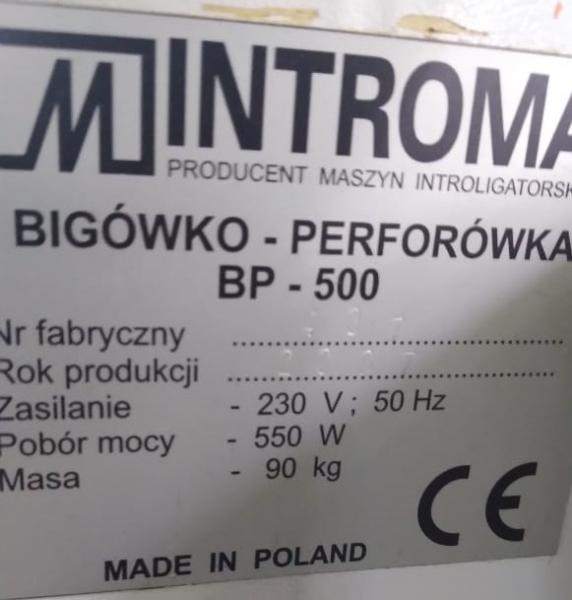 M INTROMA
PRODUCENT MASZYN INTROLIGATORSK
BIGÓWKO - PERFORÓWKA
BP - 500
Nr fabryczny ........................................
Rok produkcji ........................................
Zasilanie - 230 V ; 50 Hz
Pobór mocy - 550 W
Masa - 90 kg
CE
MADE IN POLAND